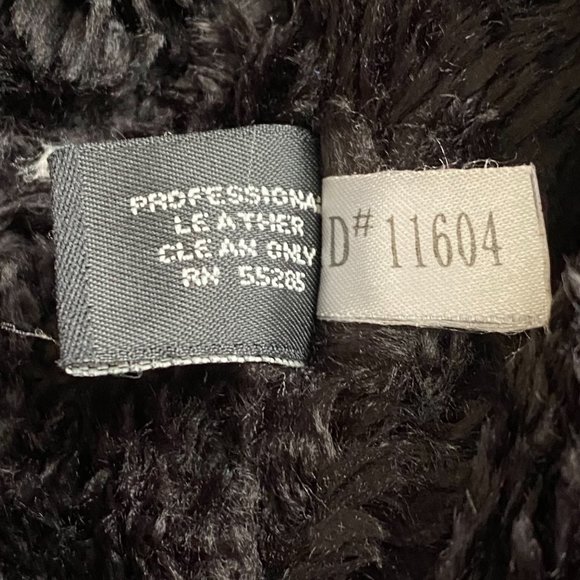 PROFESSIONAL
LEATHER
CLEAN ONLY
RN 55285
D# 11604